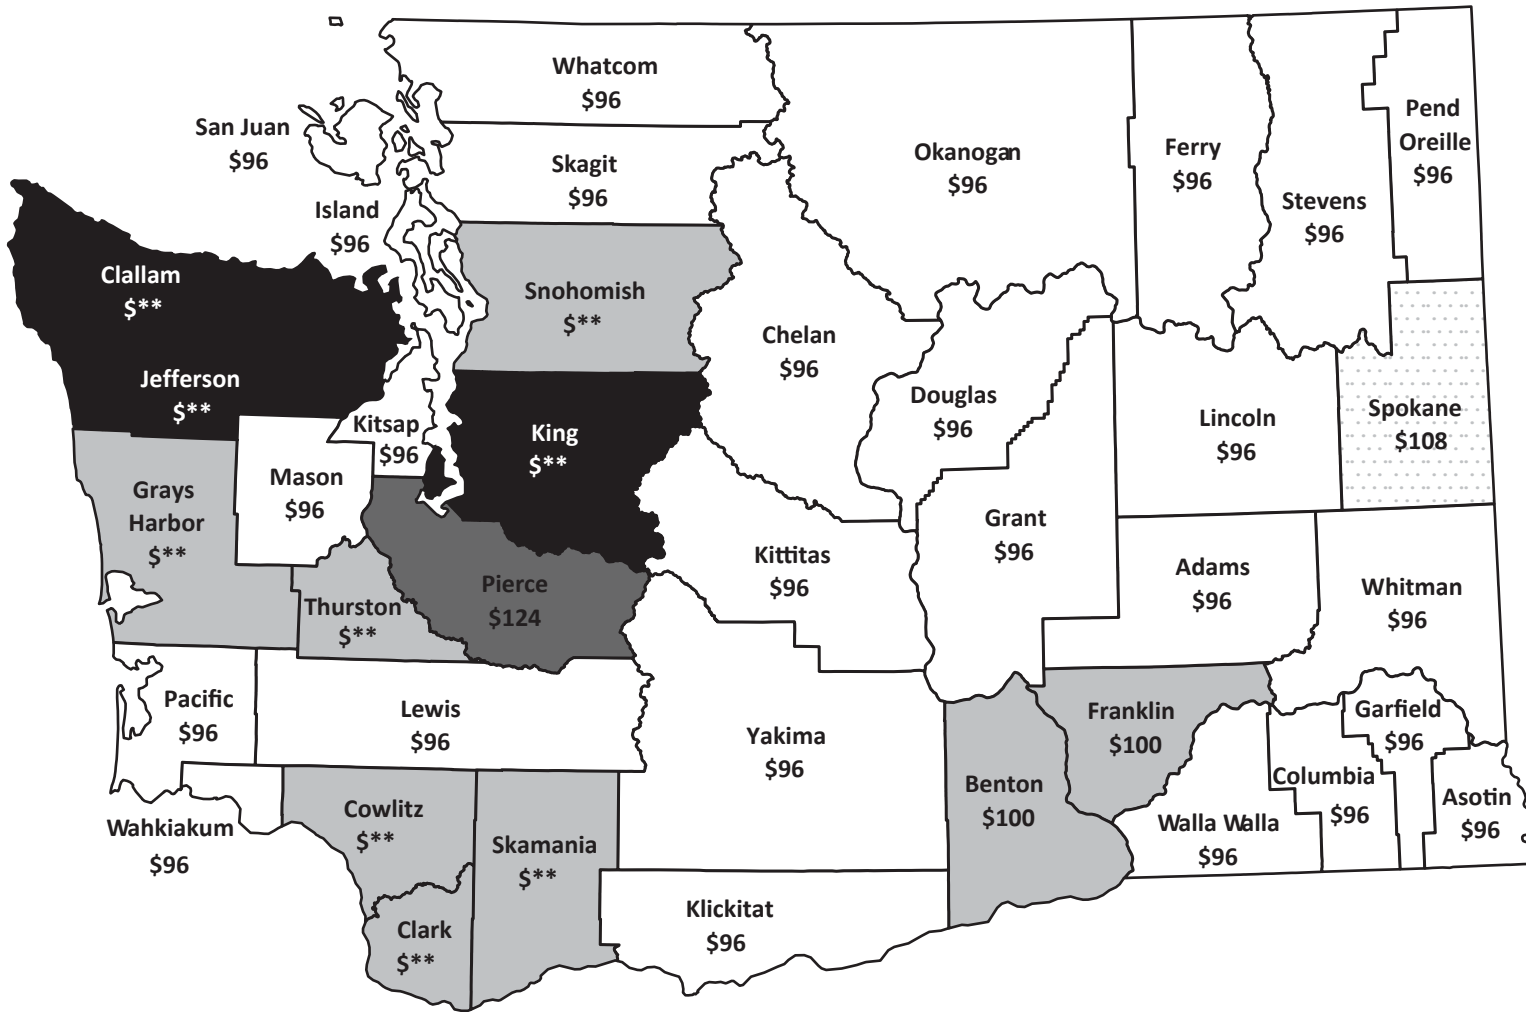 Whatcom
$96
San Juan
$96
Skagit
$96
Okanogan
$96
Ferry
$96
Pend
Oreille
$96
Stevens
$96
Island
$96
Clallam
$**
Snohomish
$**
Chelan
$96
Jefferson
$**
Douglas
$96
Lincoln
$96
Spokane
$108
Kitsap
$96
King
$**
Mason
$96
Grays
Harbor
$**
Grant
$96
Kittitas
$96
Adams
$96
Whitman
$96
Pierce
$124
Thurston
$**
Pacific
$96
Lewis
$96
Yakima
$96
Franklin
$100
Garfield
$96
Benton
$100
Columbia
$96
Asotin
$96
Walla Walla
$96
Wahkiakum
$96
Cowlitz
$**
Skamania
$**
Klickitat
$96
Clark
$**